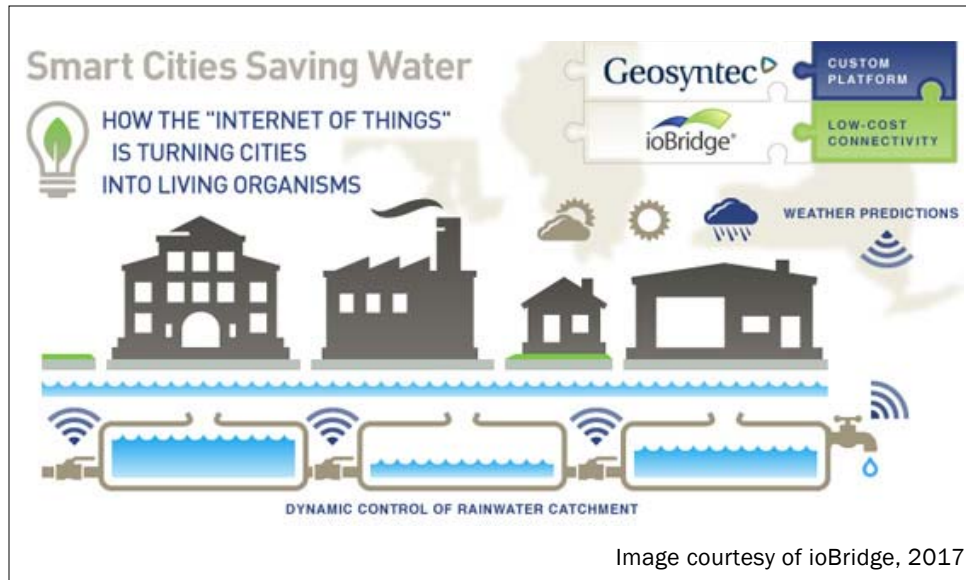 Smart Cities Saving Water
HOW THE "INTERNET OF THINGS"
IS TURNING CITIES
INTO LIVING ORGANISMS
Geosyntec
CUSTOM
PLATFORM
ioBridge®
LOW-COST
CONNECTIVITY
WEATHER PREDICTIONS
DYNAMIC CONTROL OF RAINWATER CATCHMENT
Image courtesy of ioBridge, 2017